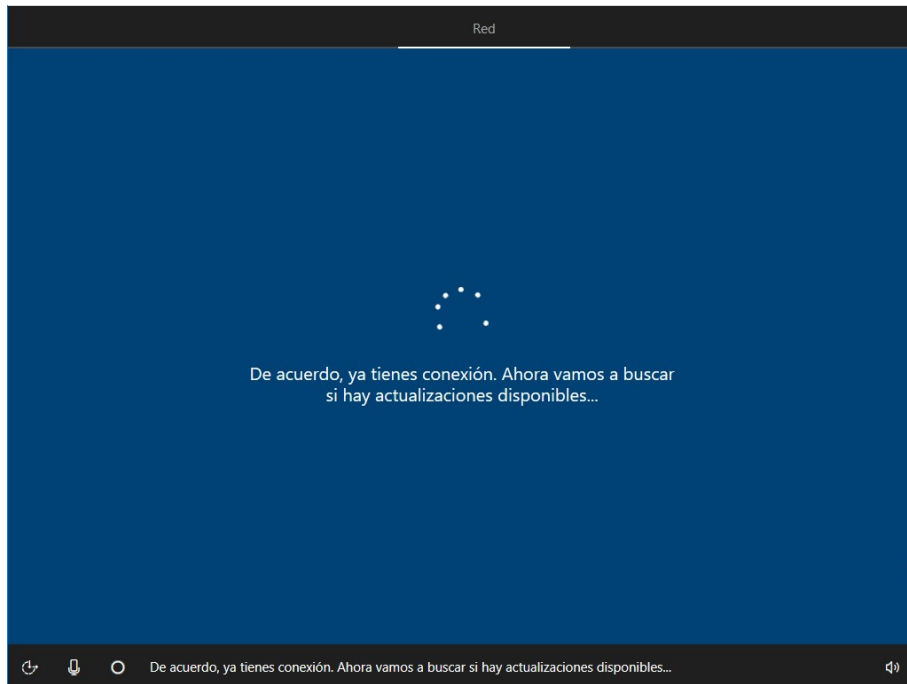 Red
De acuerdo, ya tienes conexión. Ahora vamos a buscar
si hay actualizaciones disponibles...
De acuerdo, ya tienes conexión. Ahora vamos a buscar si hay actualizaciones disponibles...